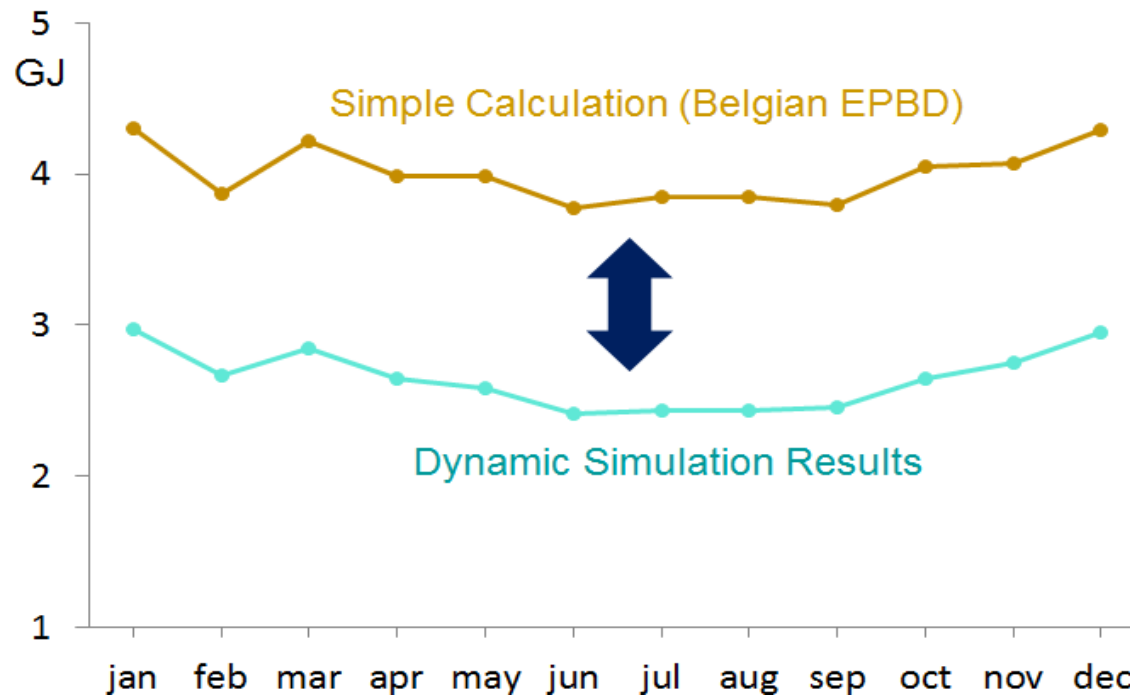 5
GJ
Simple Calculation (Belgian EPBD)
4
3
Dynamic Simulation Results
2
1
jan feb mar apr may jun jul aug sep oct nov dec